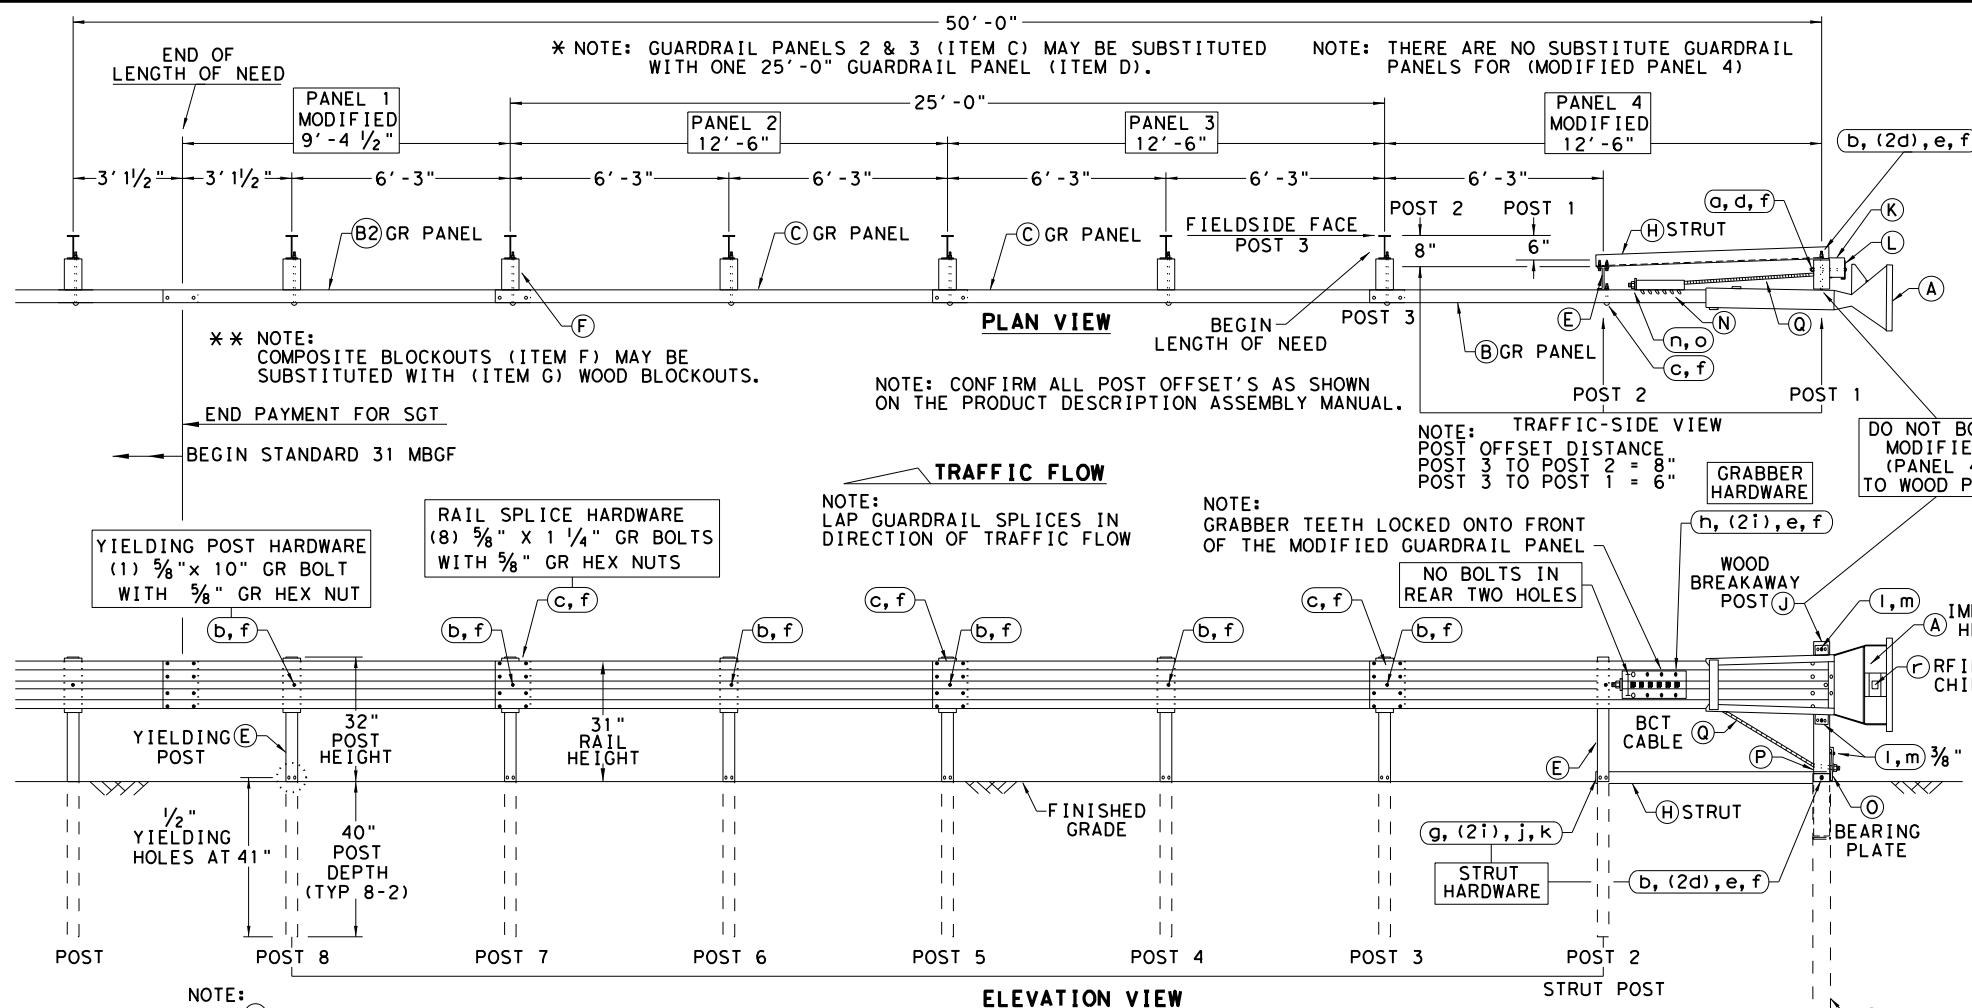 50'-0"
* NOTE: GUARDRAIL PANELS 2 & 3 (ITEM C) MAY BE SUBSTITUTED
WITH ONE 25'-0" GUARDRAIL PANEL (ITEM D).
NOTE: THERE ARE NO SUBSTITUTE GUARDRAIL
PANELS FOR (MODIFIED PANEL 4)
END OF
LENGTH OF NEED
PANEL 1
MODIFIED
9'-4 1/2"
25'-0"
PANEL 2
12'-6"
PANEL 3
12'-6"
PANEL 4
MODIFIED
12'-6"
b, (2d), e, f
3' 1 1/2"
3' 1 1/2"
6'-3"
6'-3"
6'-3"
6'-3"
6'-3"
6'-3"
B2 GR PANEL
C GR PANEL
C GR PANEL
FIELDSIDE FACE
POST 3
POST 2
8"
POST 1
6"
H STRUT
a, d, f
K
L
A
F
PLAN VIEW
BEGIN
LENGTH OF NEED
POST 3
B GR PANEL
E
n, o
c, f
N
Q
POST 2
POST 1
** NOTE:
COMPOSITE BLOCKOUTS (ITEM F) MAY BE
SUBSTITUTED WITH (ITEM G) WOOD BLOCKOUTS.
NOTE: CONFIRM ALL POST OFFSET'S AS SHOWN
ON THE PRODUCT DESCRIPTION ASSEMBLY MANUAL.
END PAYMENT FOR SGT
BEGIN STANDARD 31 MBGF
TRAFFIC-SIDE VIEW
NOTE:
POST OFFSET DISTANCE
POST 3 TO POST 2 = 8"
POST 3 TO POST 1 = 6"
DO NOT
(PANEL
TO WOOD
TRAFFIC FLOW
NOTE:
LAP GUARDRAIL SPLICES IN
DIRECTION OF TRAFFIC FLOW
NOTE:
GRABBER TEETH LOCKED ONTO FRONT
OF THE MODIFIED GUARDRAIL PANEL
GRABBER
HARDWARE
h, (2i), e, f
YIELDING POST HARDWARE
(1) 5/8"x 10" GR BOLT
WITH 5/8" GR HEX NUT
RAIL SPLICE HARDWARE
(8) 5/8" X 1 1/4" GR BOLTS
WITH 5/8" GR HEX NUTS
NO BOLTS IN
REAR TWO HOLES
WOOD
BREAKAWAY
POST J
l, m
A
r
b, f
b, f
c, f
b, f
c, f
b, f
b, f
c, f
b, f
YIELDING E
POST
32"
POST
HEIGHT
31"
RAIL
HEIGHT
BCT
CABLE Q
P
l, m 3/8"
E
1/2"
YIELDING
HOLES AT 41"
40"
POST
DEPTH
(TYP 8-2)
FINISHED
GRADE
g, (2i), j, k
H STRUT
O
BEARING
PLATE
STRUT
HARDWARE
b, (2d), e, f
POST
POST 8
POST 7
POST 6
POST 5
POST 4
POST 3
POST 2
STRUT POST
NOTE:
ELEVATION VIEW